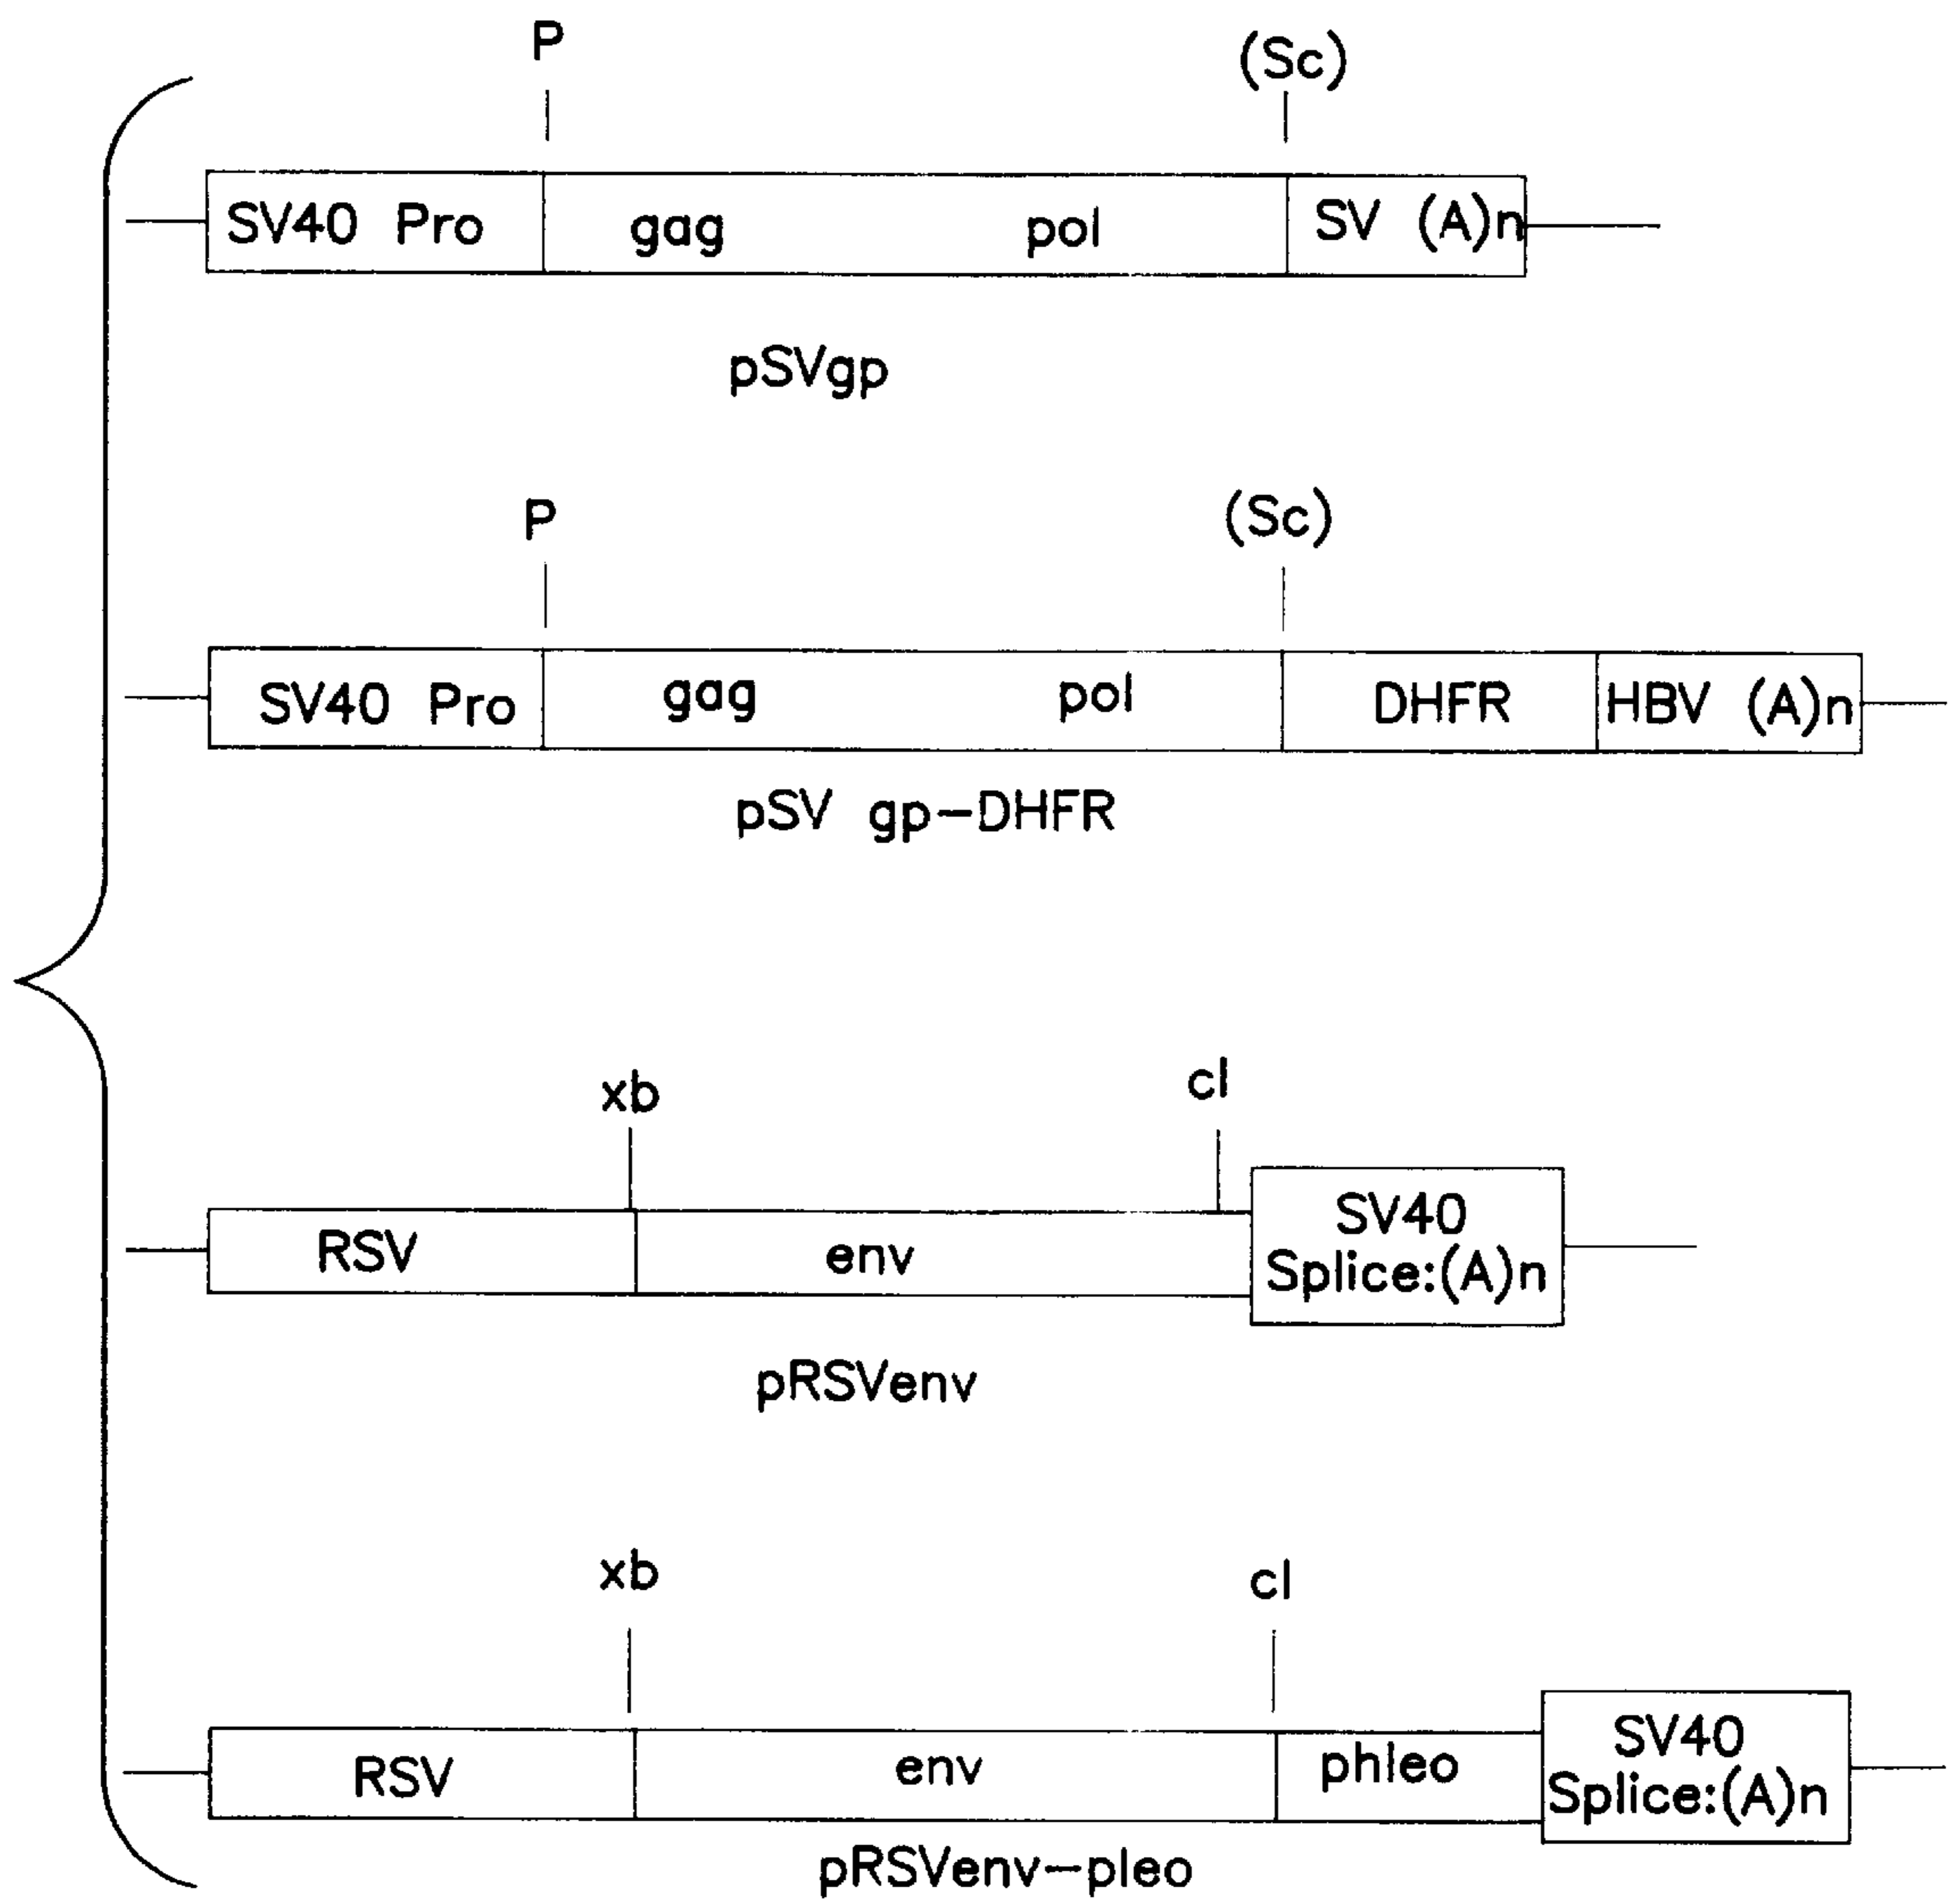 P (Sc)
SV40 Pro gag pol SV (A)n
pSVgp
P (Sc)
SV40 Pro gag pol DHFR HBV (A)n
pSV gp-DHFR
xb cl
RSV env SV40
Splice:(A)n
pRSVenv
xb cl
RSV env phleo SV40
Splice:(A)n
pRSVenv-pleo